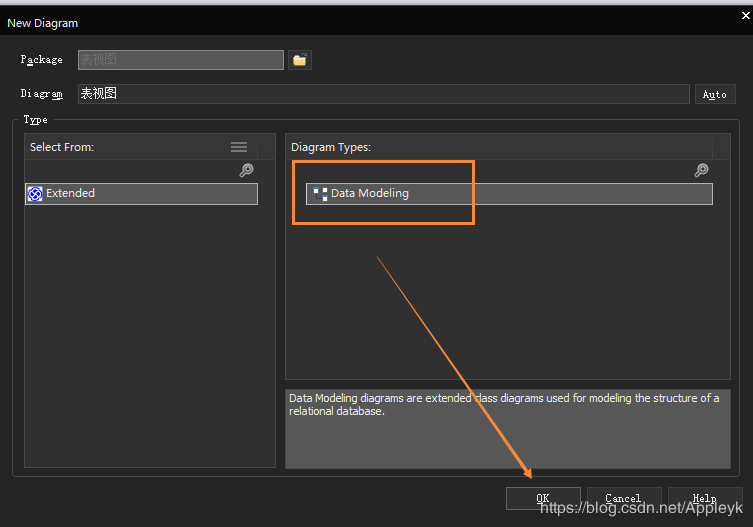 New Diagram
Package 表视图
Diagram 表视图 Auto
Type
Select From:
Diagram Types:
Extended
Data Modeling
Data Modeling diagrams are extended class diagrams used for modeling the structure of a
relational database.
OK Cancel Help
https://blog.csdn.net/Appleyk